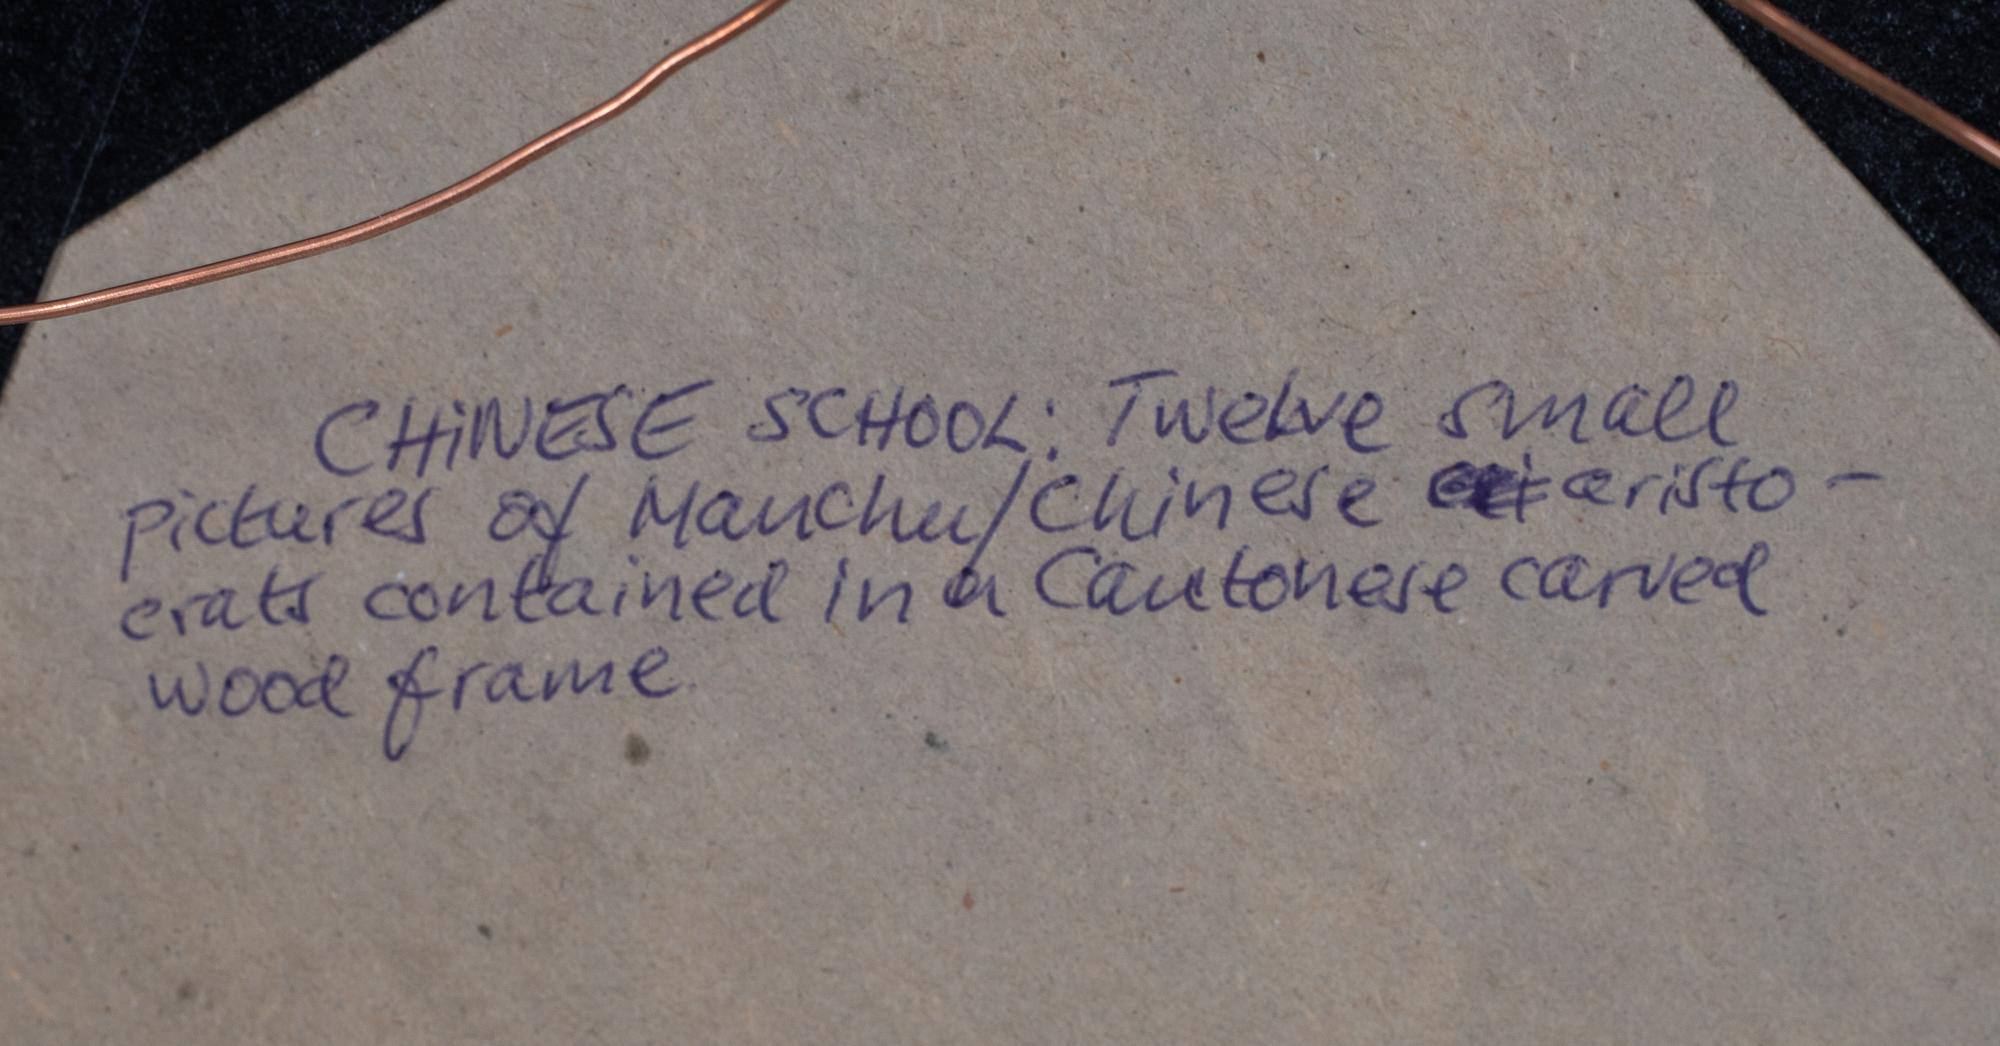 CHINESE SCHOOL: Twelve small
pictures of Manchu/Chinese aristo-
crats contained in a Cantonese carved
wood frame